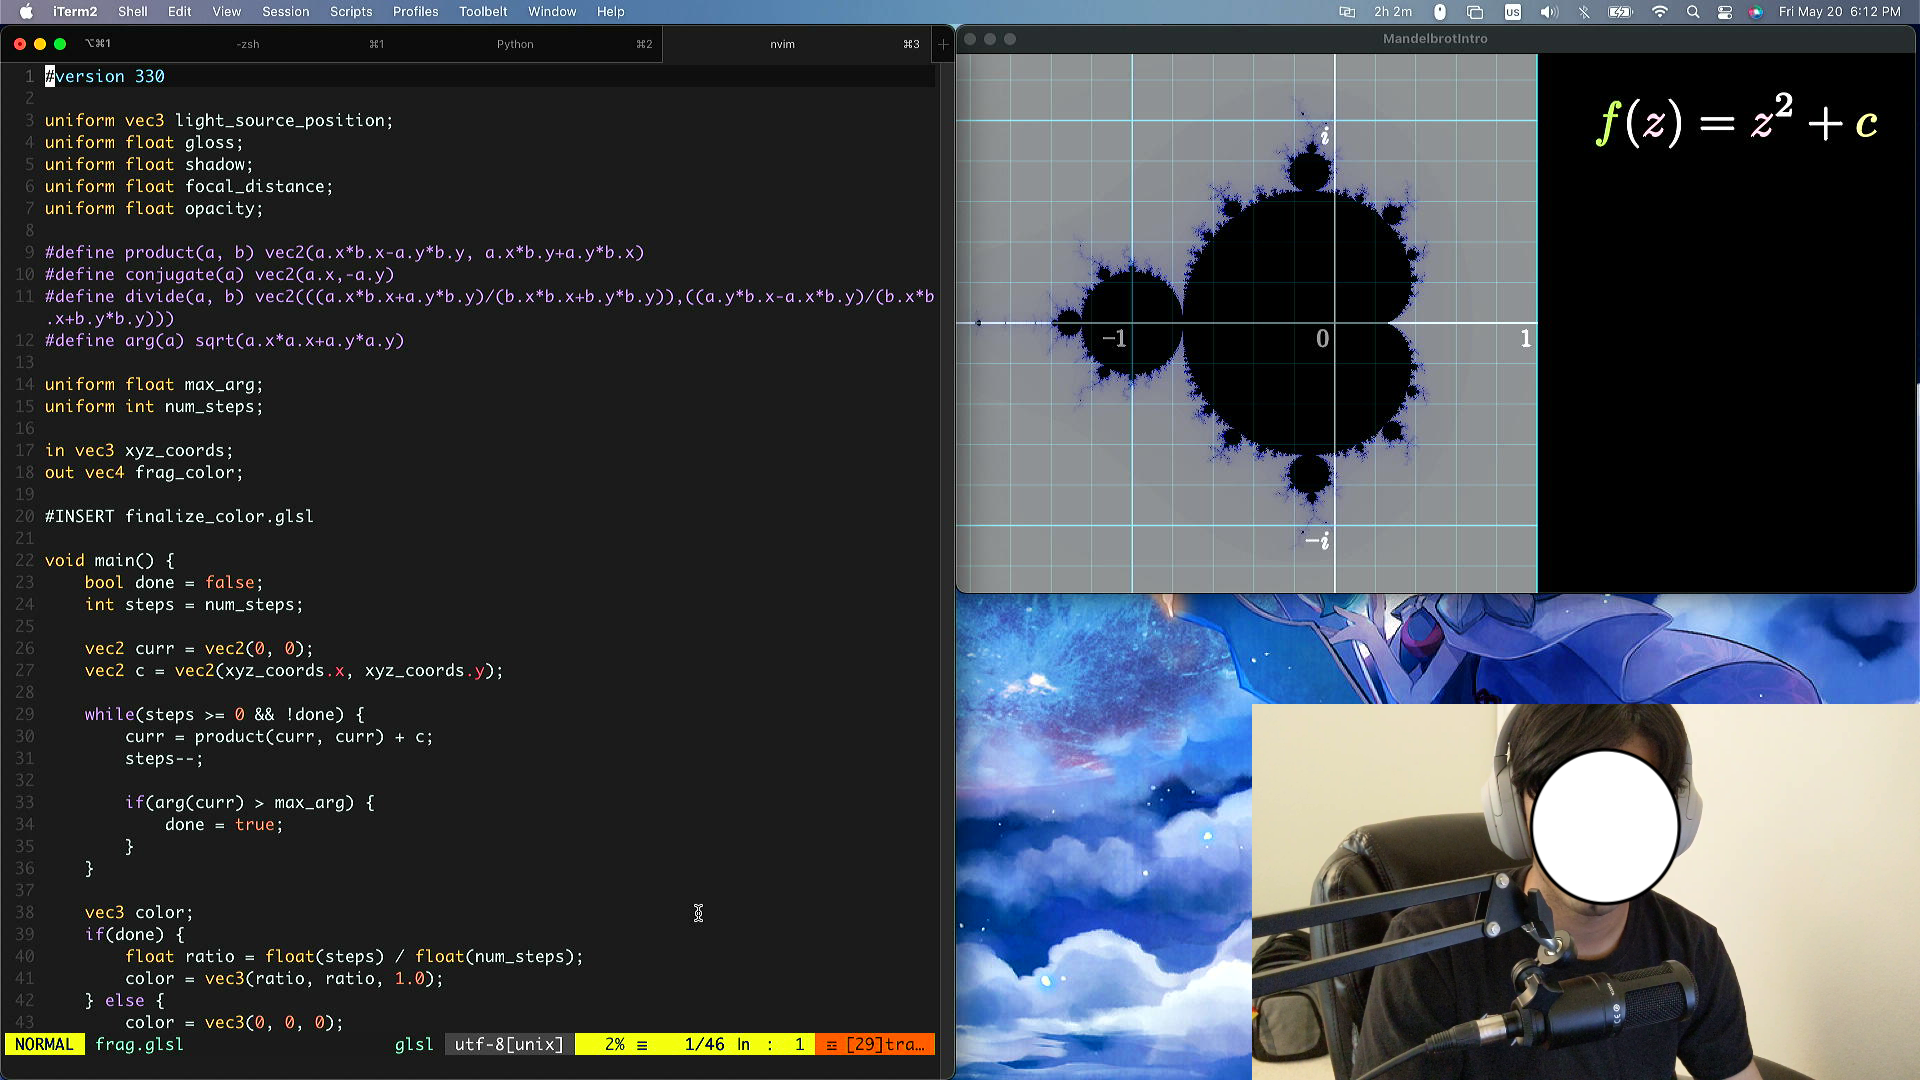 iTerm2 Shell Edit View Session Scripts Profiles Toolbelt Window Help 2h 2m US Fri May 20 6:12 PM
⌥⌘1 -zsh ⌘1 Python ⌘2 nvim ⌘3 +
1 #version 330
2
3 uniform vec3 light_source_position;
4 uniform float gloss;
5 uniform float shadow;
6 uniform float focal_distance;
7 uniform float opacity;
8
9 #define product(a, b) vec2(a.x*b.x-a.y*b.y, a.x*b.y+a.y*b.x)
10 #define conjugate(a) vec2(a.x,-a.y)
11 #define divide(a, b) vec2(((a.x*b.x+a.y*b.y)/(b.x*b.x+b.y*b.y)),((a.y*b.x-a.x*b.y)/(b.x*b
.x+b.y*b.y)))
12 #define arg(a) sqrt(a.x*a.x+a.y*a.y)
13
14 uniform float max_arg;
15 uniform int num_steps;
16
17 in vec3 xyz_coords;
18 out vec4 frag_color;
19
20 #INSERT finalize_color.glsl
21
22 void main() {
23 bool done = false;
24 int steps = num_steps;
25
26 vec2 curr = vec2(0, 0);
27 vec2 c = vec2(xyz_coords.x, xyz_coords.y);
28
29 while(steps >= 0 && !done) {
30 curr = product(curr, curr) + c;
31 steps--;
32
33 if(arg(curr) > max_arg) {
34 done = true;
35 }
36 }
37
38 vec3 color;
39 if(done) {
40 float ratio = float(steps) / float(num_steps);
41 color = vec3(ratio, ratio, 1.0);
42 } else {
43 color = vec3(0, 0, 0);
NORMAL frag.glsl glsl utf-8[unix] 2% ≡ 1/46 ln : 1 ≡ [29]tra…
MandelbrotIntro
f(z) = z² + c
i
−1 0 1
−i